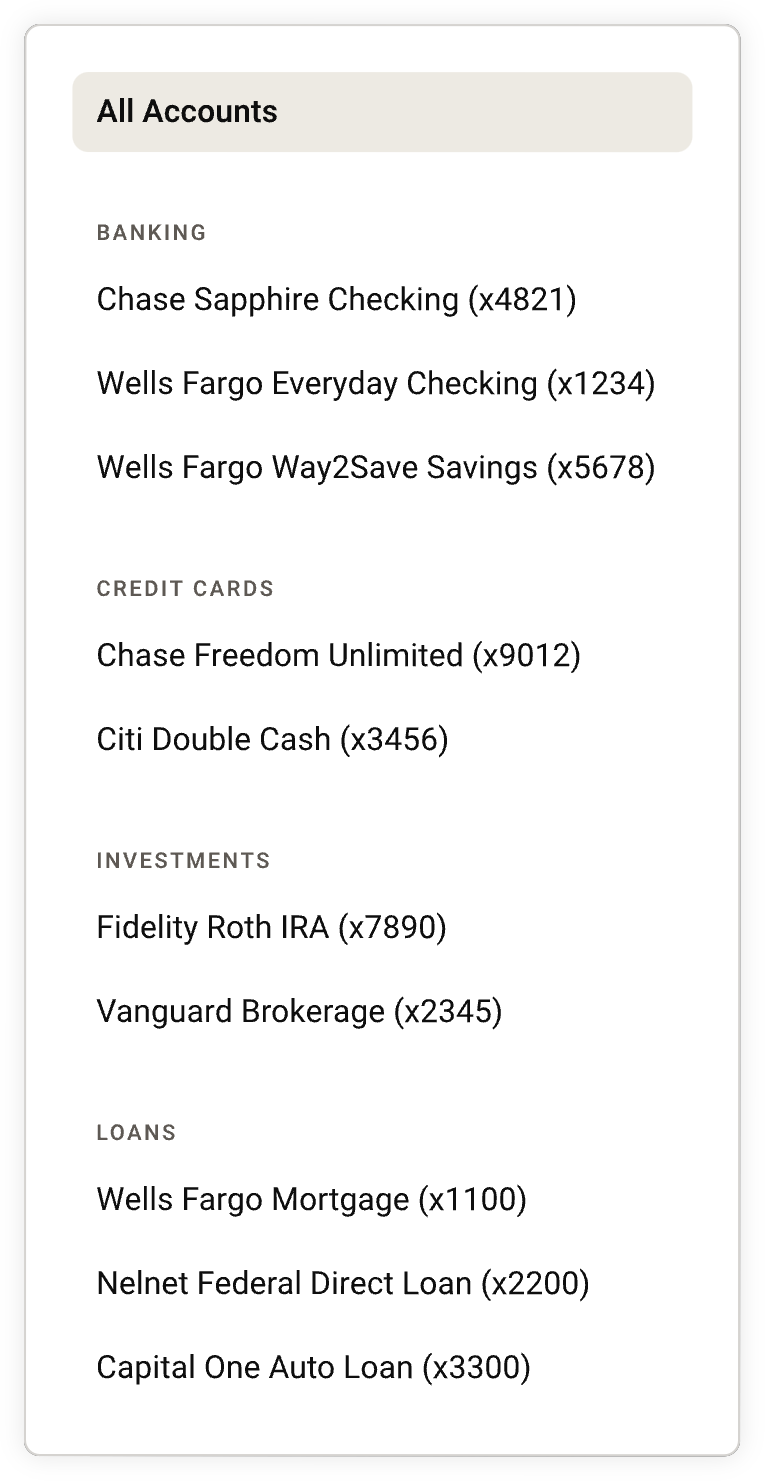 All Accounts
BANKING
Chase Sapphire Checking (x4821)
Wells Fargo Everyday Checking (x1234)
Wells Fargo Way2Save Savings (x5678)
CREDIT CARDS
Chase Freedom Unlimited (x9012)
Citi Double Cash (x3456)
INVESTMENTS
Fidelity Roth IRA (x7890)
Vanguard Brokerage (x2345)
LOANS
Wells Fargo Mortgage (x1100)
Nelnet Federal Direct Loan (x2200)
Capital One Auto Loan (x3300)